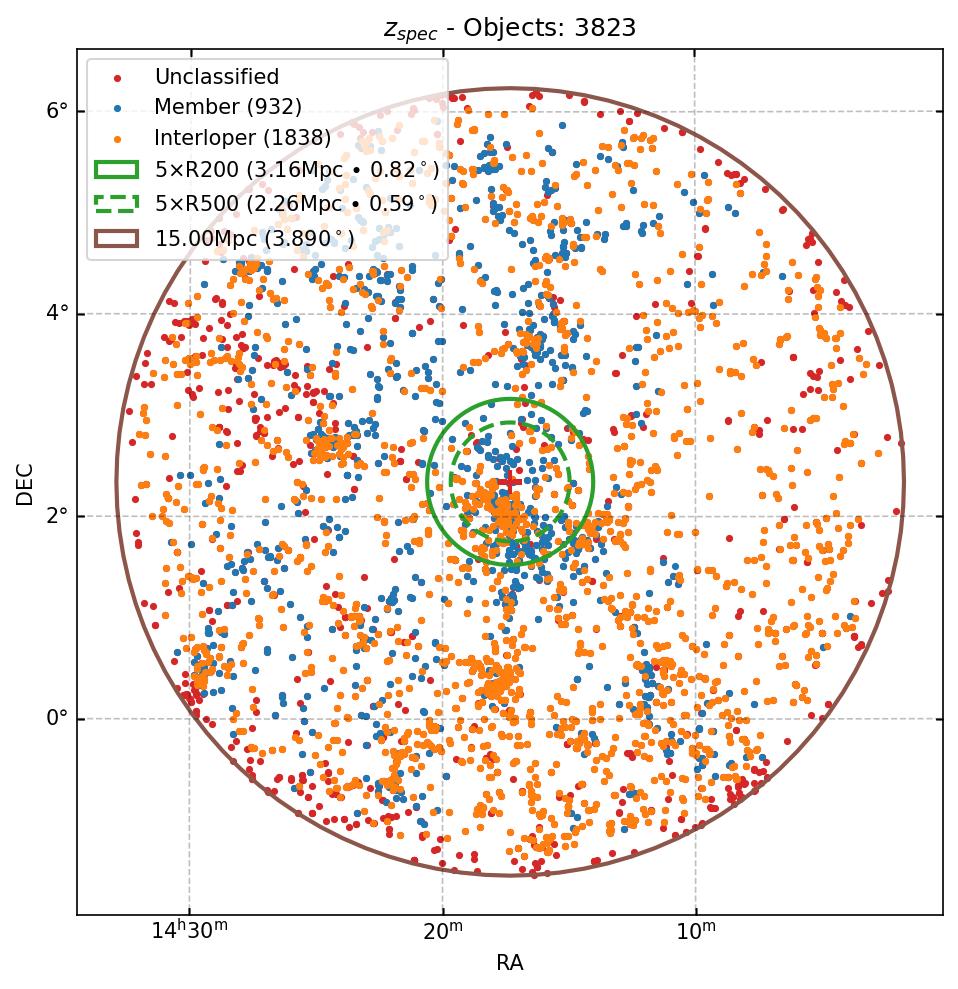 z_spec - Objects: 3823
Unclassified
Member (932)
Interloper (1838)
5×R200 (3.16Mpc • 0.82°)
5×R500 (2.26Mpc • 0.59°)
15.00Mpc (3.890°)
6°
4°
2°
0°
DEC
14h30m
20m
10m
RA